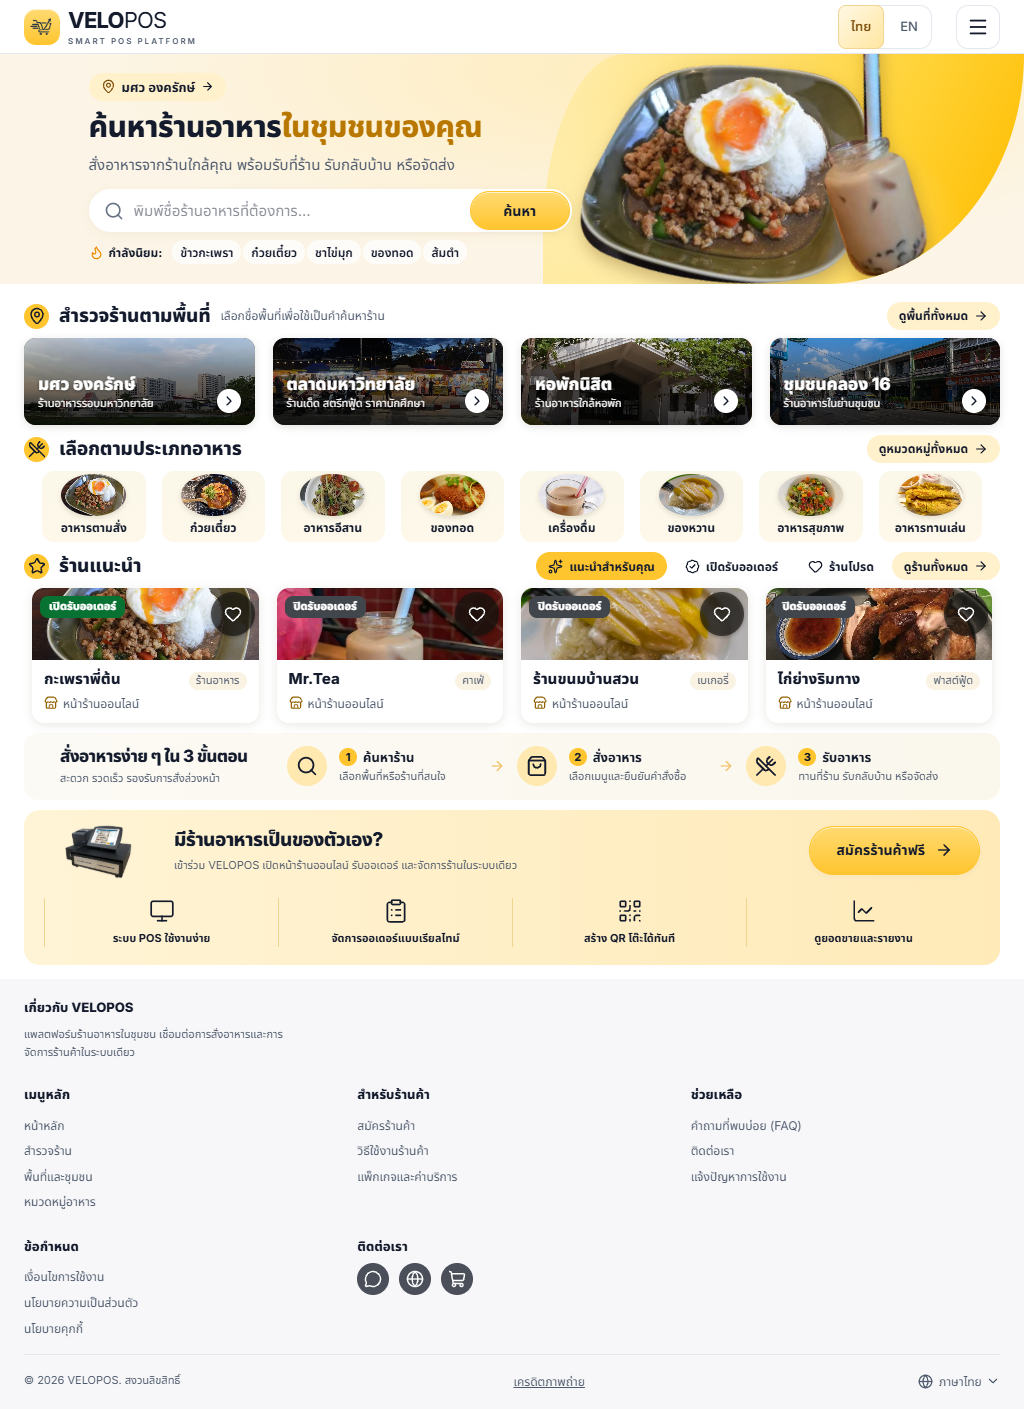 VELOPOS
SMART POS PLATFORM
ไทย
EN
มศว องครักษ์
ค้นหาร้านอาหารในชุมชนของคุณ
สั่งอาหารจากร้านใกล้คุณ พร้อมรับที่ร้าน รับกลับบ้าน หรือจัดส่ง
พิมพ์ชื่อร้านอาหารที่ต้องการ...
ค้นหา
กำลังนิยม: ข้าวกะเพรา ก๋วยเตี๋ยว ชาไข่มุก ของทอด ส้มตำ
สำรวจร้านตามพื้นที่ เลือกชื่อพื้นที่เพื่อใช้เป็นคำค้นหาร้าน
ดูพื้นที่ทั้งหมด
มศว องครักษ์
ร้านอาหารรอบมหาวิทยาลัย
ตลาดมหาวิทยาลัย
ร้านเด็ด สตรีทฟู้ด ราคานักศึกษา
หอพักนิสิต
ร้านอาหารใกล้หอพัก
ชุมชนคลอง 16
ร้านอาหารในย่านชุมชน
เลือกตามประเภทอาหาร
ดูหมวดหมู่ทั้งหมด
อาหารตามสั่ง
ก๋วยเตี๋ยว
อาหารอีสาน
ของทอด
เครื่องดื่ม
ของหวาน
อาหารสุขภาพ
อาหารทานเล่น
ร้านแนะนำ
แนะนำสำหรับคุณ
เปิดรับออเดอร์
ร้านโปรด
ดูร้านทั้งหมด
เปิดรับออเดอร์
กะเพราพี่ต้น
ร้านอาหาร
หน้าร้านออนไลน์
ปิดรับออเดอร์
Mr.Tea
คาเฟ่
หน้าร้านออนไลน์
ปิดรับออเดอร์
ร้านขนมบ้านสวน
เบเกอรี่
หน้าร้านออนไลน์
ปิดรับออเดอร์
ไก่ย่างริมทาง
ฟาสต์ฟู้ด
หน้าร้านออนไลน์
สั่งอาหารง่าย ๆ ใน 3 ขั้นตอน
สะดวก รวดเร็ว รองรับการสั่งล่วงหน้า
1 ค้นหาร้าน
เลือกพื้นที่หรือร้านที่สนใจ
2 สั่งอาหาร
เลือกเมนูและยืนยันคำสั่งซื้อ
3 รับอาหาร
ทานที่ร้าน รับกลับบ้าน หรือจัดส่ง
มีร้านอาหารเป็นของตัวเอง?
เข้าร่วม VELOPOS เปิดหน้าร้านออนไลน์ รับออเดอร์ และจัดการร้านในระบบเดียว
สมัครร้านค้าฟรี
ระบบ POS ใช้งานง่าย
จัดการออเดอร์แบบเรียลไทม์
สร้าง QR โต๊ะได้ทันที
ดูยอดขายและรายงาน
เกี่ยวกับ VELOPOS
แพลตฟอร์มร้านอาหารในชุมชน เชื่อมต่อการสั่งอาหารและการ
จัดการร้านค้าในระบบเดียว
เมนูหลัก
หน้าหลัก
สำรวจร้าน
พื้นที่และชุมชน
หมวดหมู่อาหาร
สำหรับร้านค้า
สมัครร้านค้า
วิธีใช้งานร้านค้า
แพ็กเกจและค่าบริการ
ช่วยเหลือ
คำถามที่พบบ่อย (FAQ)
ติดต่อเรา
แจ้งปัญหาการใช้งาน
ข้อกำหนด
เงื่อนไขการใช้งาน
นโยบายความเป็นส่วนตัว
นโยบายคุกกี้
ติดต่อเรา
© 2026 VELOPOS. สงวนลิขสิทธิ์
เครดิตภาพถ่าย
ภาษาไทย